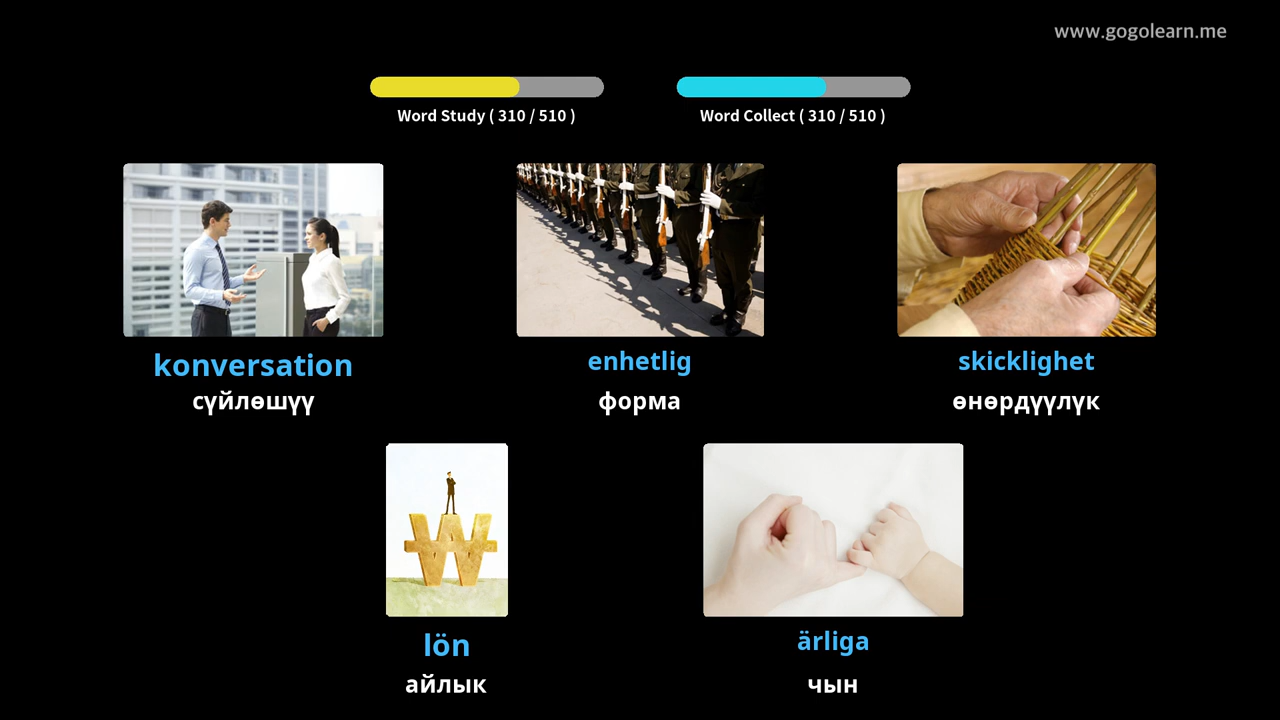 www.gogolearn.me
Word Study ( 310 / 510 )
Word Collect ( 310 / 510 )
konversation
enhetlig
skicklighet
сүйлөшүү
форма
өнөрдүүлүк
lön
ärliga
айлык
чын